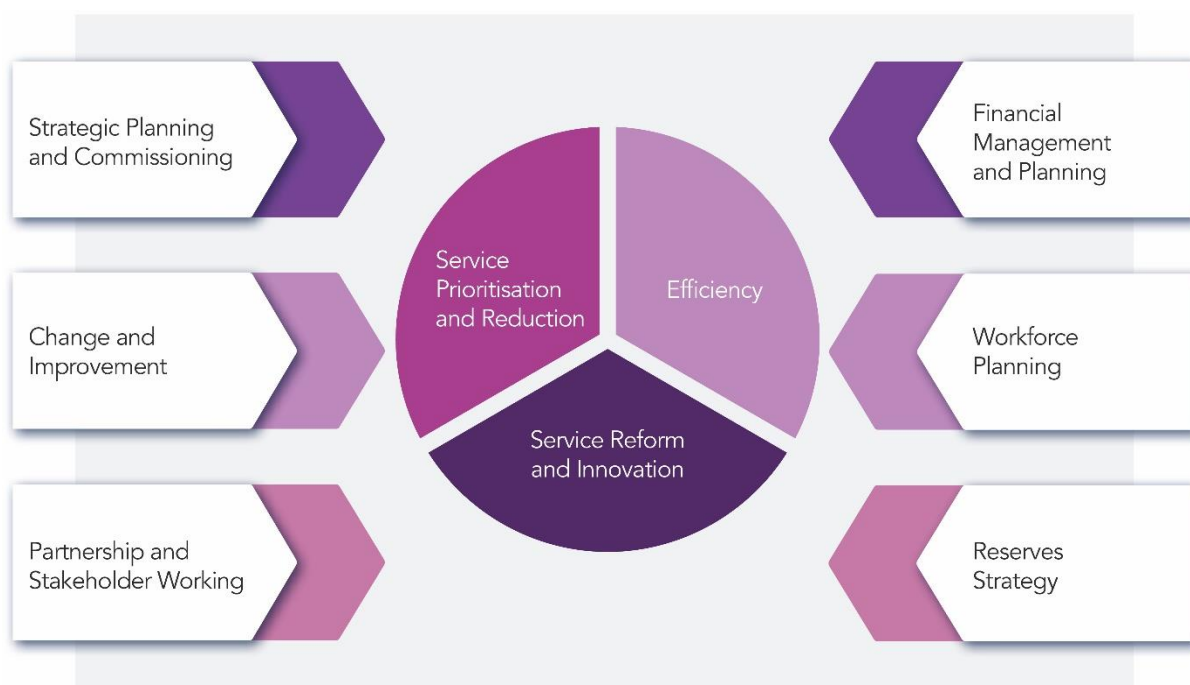 Strategic Planning
and Commissioning
Change and
Improvement
Partnership and
Stakeholder Working
Service
Prioritisation
and Reduction
Efficiency
Service Reform
and Innovation
Financial
Management
and Planning
Workforce
Planning
Reserves
Strategy